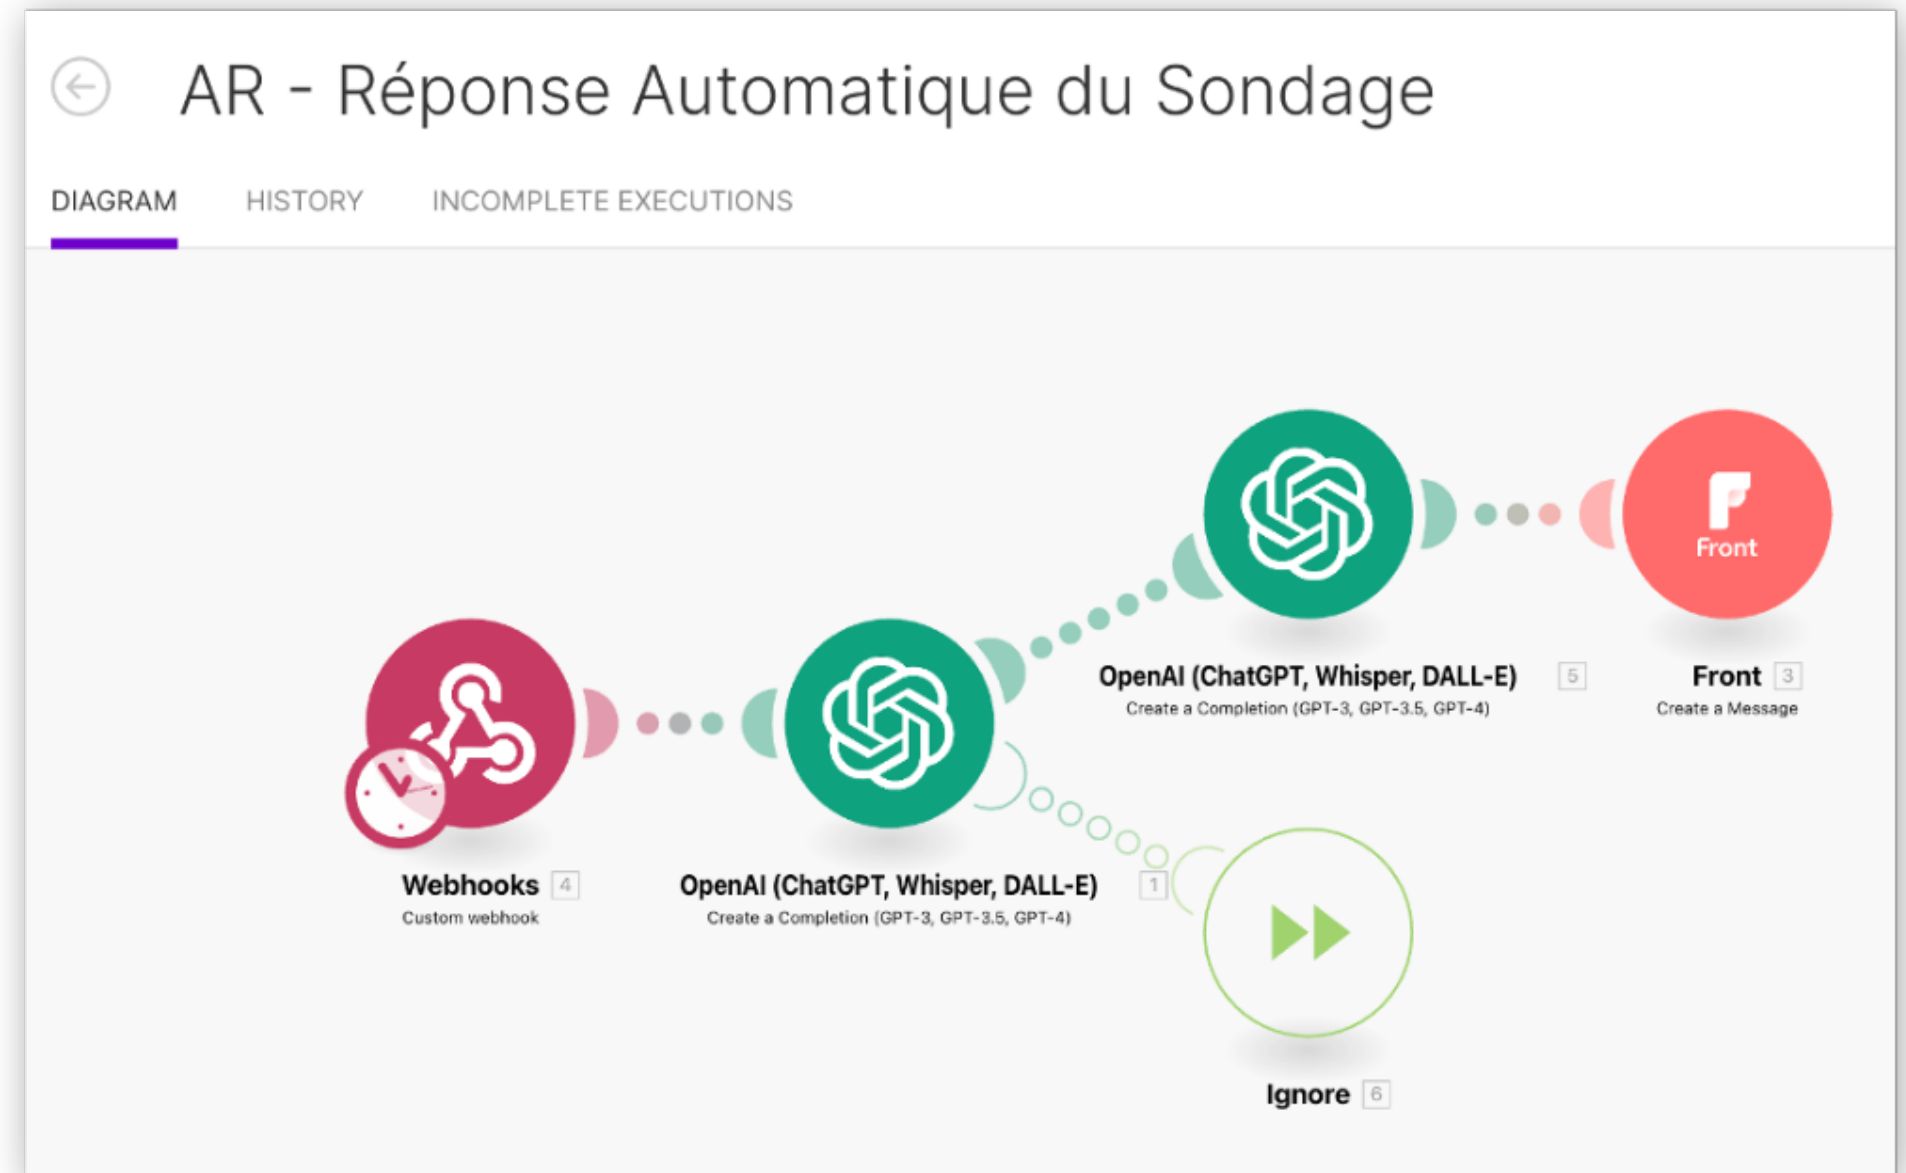 AR - Réponse Automatique du Sondage
DIAGRAM HISTORY INCOMPLETE EXECUTIONS
Front
OpenAI (ChatGPT, Whisper, DALL-E) 5
Create a Completion (GPT-3, GPT-3.5, GPT-4)
Front 3
Create a Message
Webhooks 4
Custom webhook
OpenAI (ChatGPT, Whisper, DALL-E) 1
Create a Completion (GPT-3, GPT-3.5, GPT-4)
Ignore 6